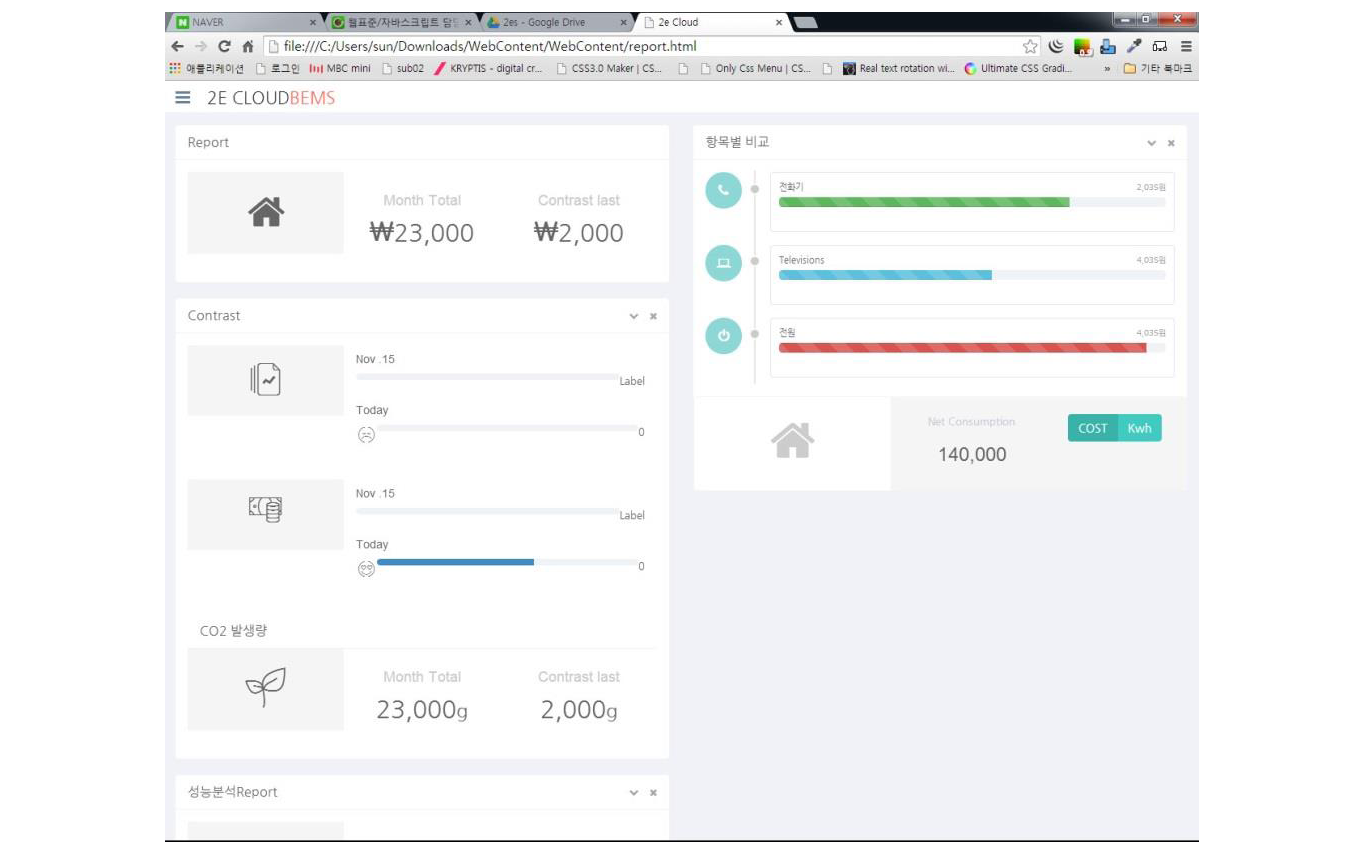 NAVER
웹표준/자바스크립트 담당
2es - Google Drive
2e Cloud
file:///C:/Users/sun/Downloads/WebContent/WebContent/report.html
애플리케이션
로그인
MBC mini
sub02
KRYPTIS - digital cr...
CSS3.0 Maker | CS...
Only Css Menu | CS...
Real text rotation wi...
Ultimate CSS Gradi...
»
기타 북마크
2E CLOUDBEMS
Report
Month Total
Contrast last
₩23,000
₩2,000
Contrast
Nov .15
Label
Today
0
Nov .15
Label
Today
0
CO2 발생량
Month Total
Contrast last
23,000g
2,000g
성능분석Report
항목별 비교
전화기
2,035원
Televisions
4,035원
전원
4,035원
Net Consumption
140,000
COST
Kwh